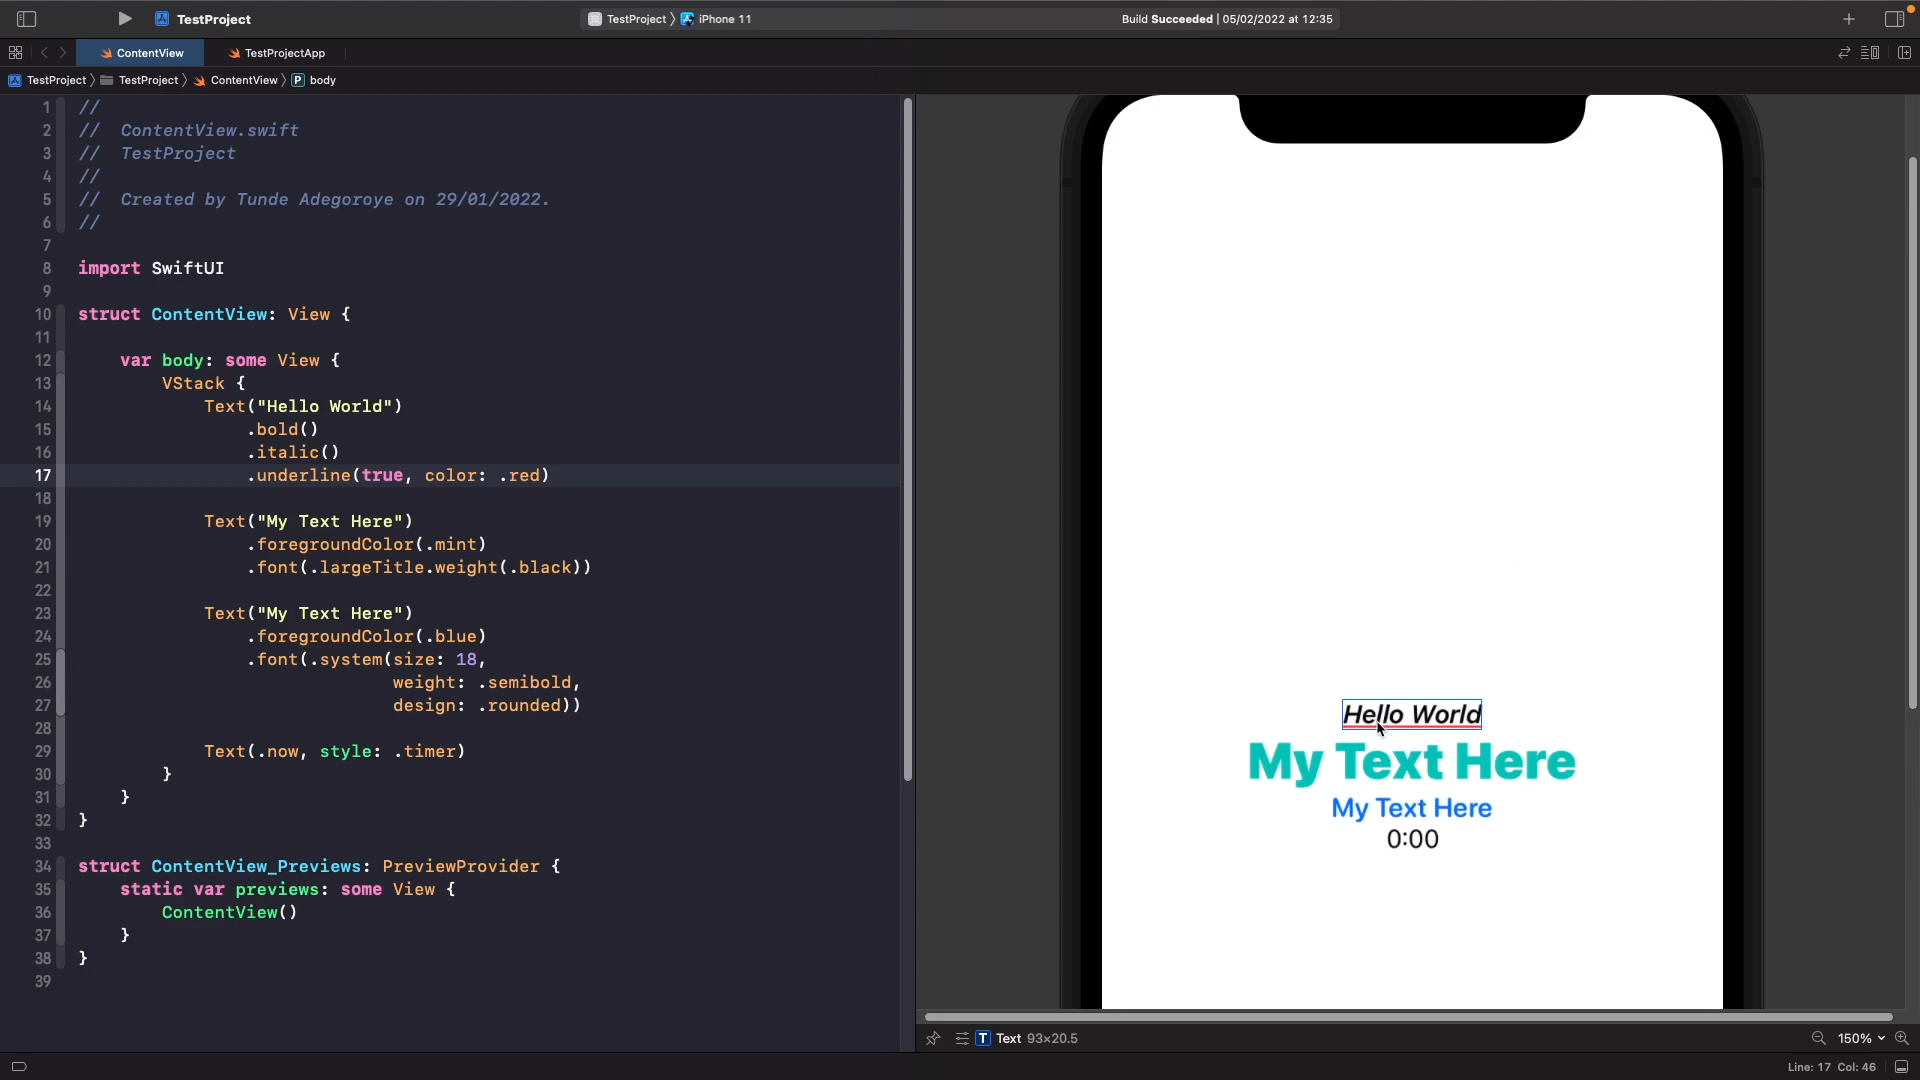 TestProject
TestProject 〉 iPhone 11
Build Succeeded | 05/02/2022 at 12:35
ContentView
TestProjectApp
TestProject 〉 TestProject 〉 ContentView 〉 P body
1 //
2 //  ContentView.swift
3 //  TestProject
4 //
5 //  Created by Tunde Adegoroye on 29/01/2022.
6 //
7
8 import SwiftUI
9
10 struct ContentView: View {
11
12     var body: some View {
13         VStack {
14             Text("Hello World")
15                 .bold()
16                 .italic()
17                 .underline(true, color: .red)
18
19             Text("My Text Here")
20                 .foregroundColor(.mint)
21                 .font(.largeTitle.weight(.black))
22
23             Text("My Text Here")
24                 .foregroundColor(.blue)
25                 .font(.system(size: 18,
26                               weight: .semibold,
27                               design: .rounded))
28
29             Text(.now, style: .timer)
30         }
31     }
32 }
33
34 struct ContentView_Previews: PreviewProvider {
35     static var previews: some View {
36         ContentView()
37     }
38 }
39
Hello World
My Text Here
My Text Here
0:00
T Text 93×20.5
150%
Line: 17 Col: 46